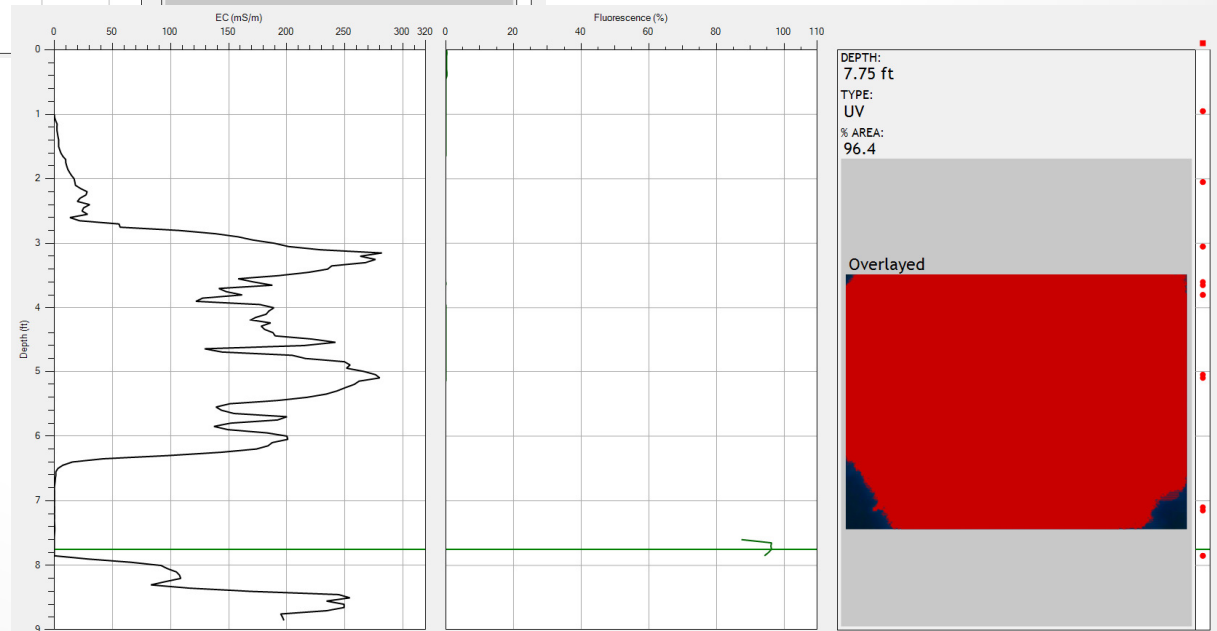 EC (mS/m)
0 50 100 150 200 250 300 320
Fluorescence (%)
0 20 40 60 80 100 110
Depth (ft)
0
1
2
3
4
5
6
7
8
9
DEPTH:
7.75 ft
TYPE:
UV
% AREA:
96.4
Overlayed